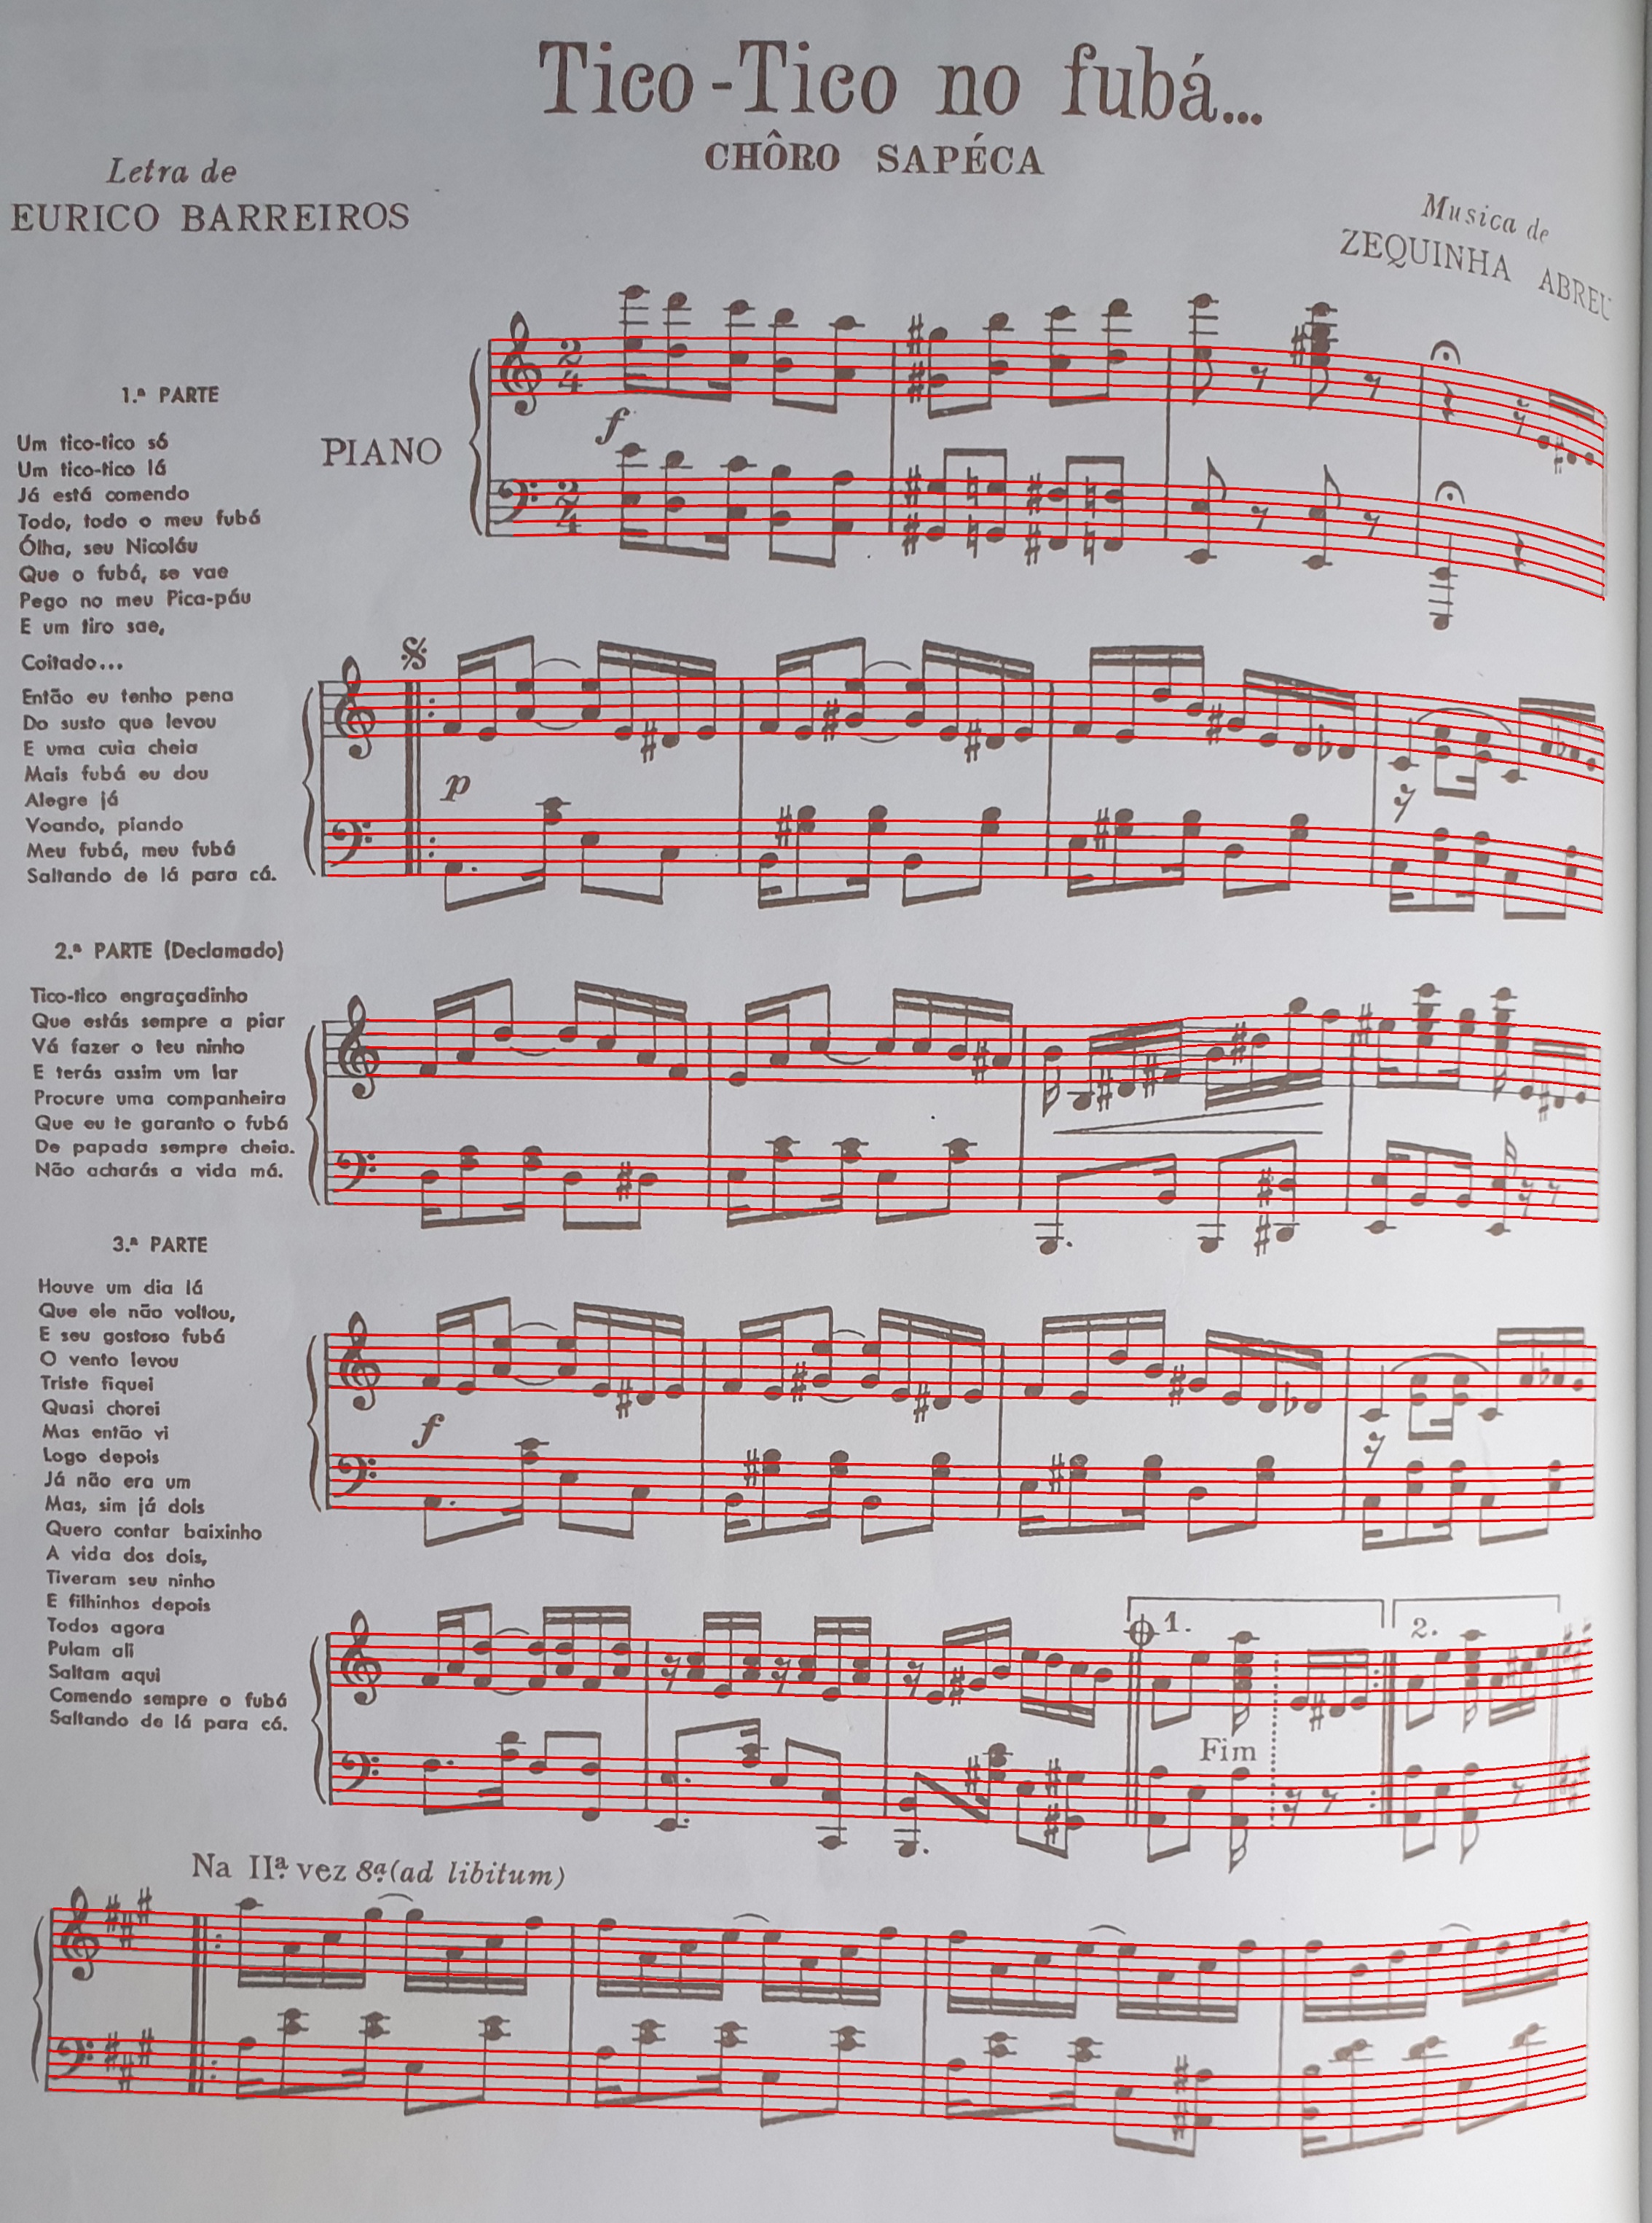 Tico-Tico no fubá...
CHÔRO SAPÉCA
Letra de
EURICO BARREIROS
Musica de
ZEQUINHA ABREU
PIANO
2
4
f
2
4
1.ª PARTE
Um tico-tico só
Um tico-tico lá
Já está comendo
Todo, todo o meu fubá
Ólha, seu Nicoláu
Que o fubá, se vae
Pego no meu Pica-páu
E um tiro sae,
Coitado...
Então eu tenho pena
Do susto que levou
E uma cuia cheia
Mais fubá eu dou
Alegre já
Voando, piando
Meu fubá, meu fubá
Saltando de lá para cá.
p
2.ª PARTE (Declamado)
Tico-tico engraçadinho
Que estás sempre a piar
Vá fazer o teu ninho
E terás assim um lar
Procure uma companheira
Que eu te garanto o fubá
De papada sempre cheia.
Não acharás a vida má.
3.ª PARTE
Houve um dia lá
Que ele não voltou,
E seu gostoso fubá
O vento levou
Triste fiquei
Quasi chorei
Mas então vi
Logo depois
Já não era um
Mas, sim já dois
Quero contar baixinho
A vida dos dois,
Tiveram seu ninho
E filhinhos depois
Todos agora
Pulam ali
Saltam aqui
Comendo sempre o fubá
Saltando de lá para cá.
f
1.
2.
Fim
Na IIª. vez 8ª.(ad libitum)